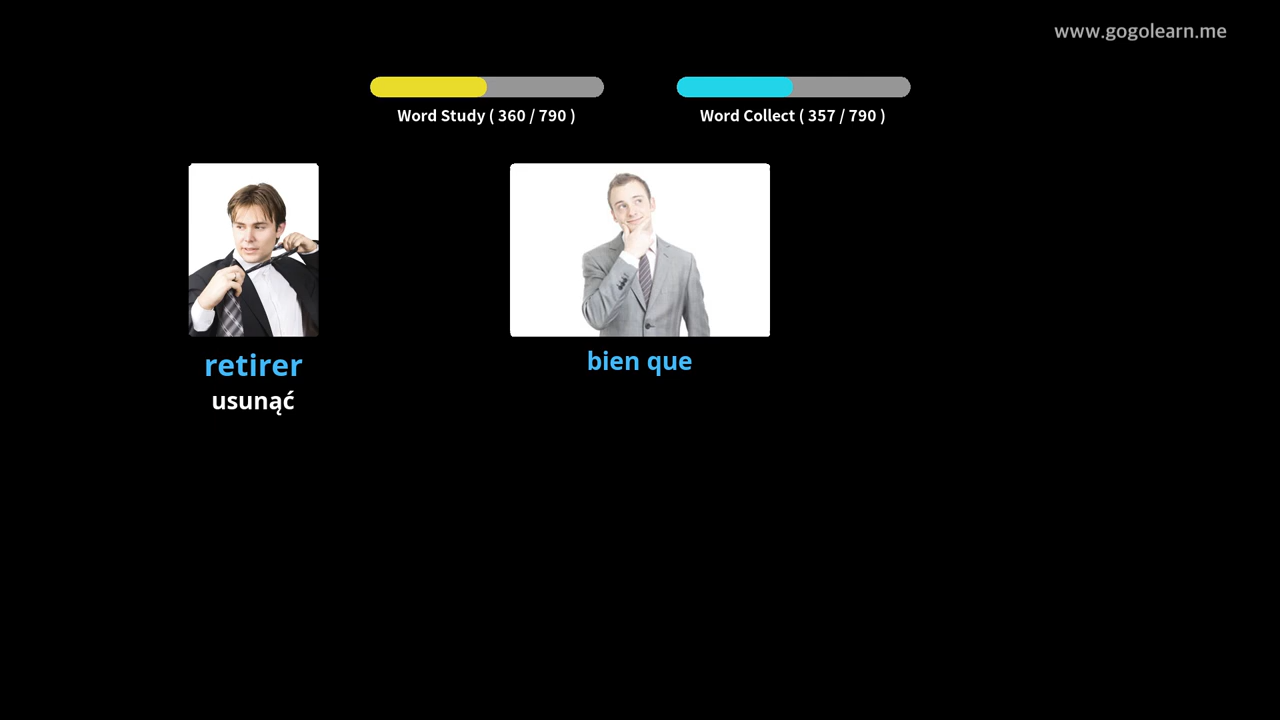 www.gogolearn.me
Word Study ( 360 / 790 )
Word Collect ( 357 / 790 )
retirer
usunąć
bien que